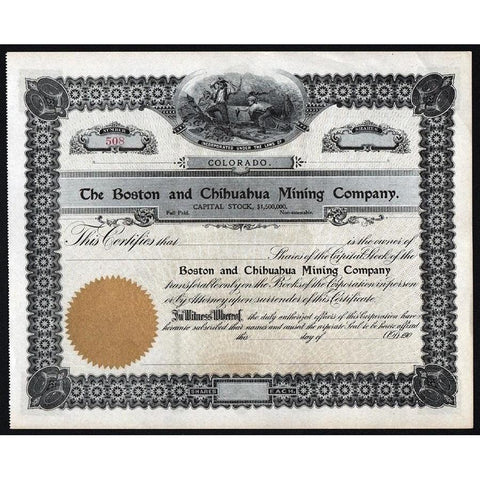 NUMBER
508
SHARES
INCORPORATED UNDER THE LAWS OF
COLORADO.
The Boston and Chihuahua Mining Company.
CAPITAL STOCK, $1,500,000.
Full Paid. Non-assessable.
This Certifies that is the owner of
Shares of the Capital Stock of the
Boston and Chihuahua Mining Company
transferable only on the Books of the Corporation in person
or by Attorney upon surrender of this Certificate.
In Witness Whereof, the duly authorized officers of this Corporation have
hereunto subscribed their names and caused the corporate Seal to be hereto affixed
this day of A.D. 190
SHARES EACH